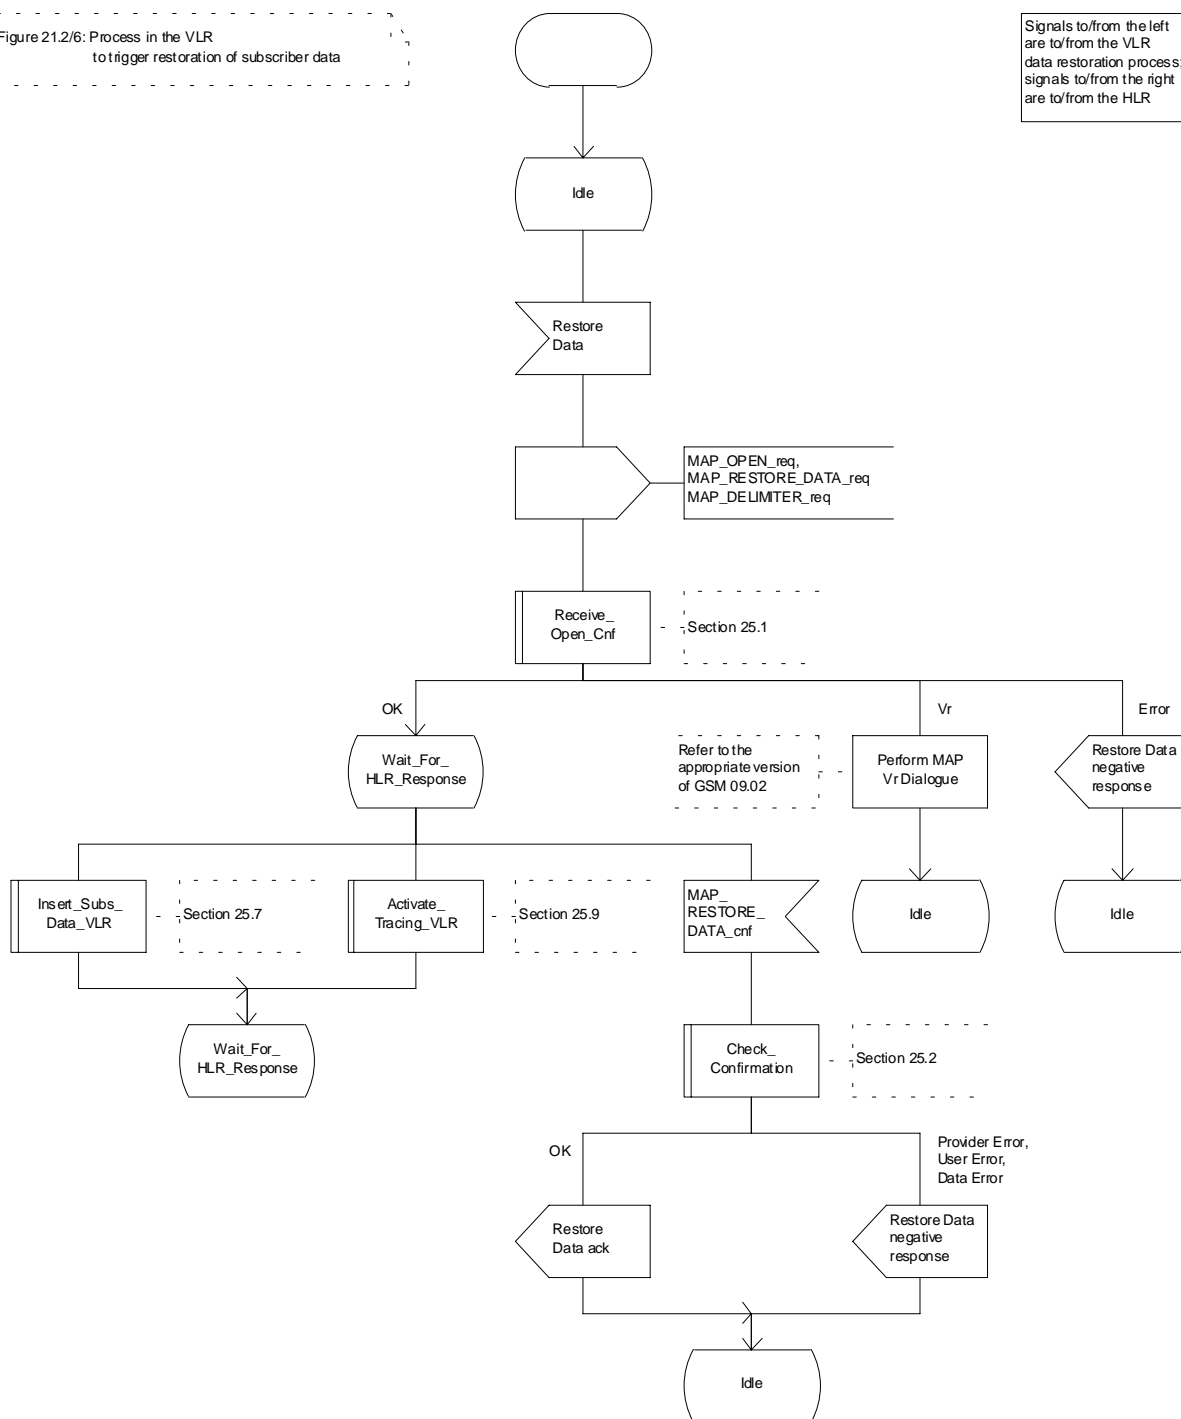 Figure 21.2/6: Process in the VLR
to trigger restoration of subscriber data
Signals to/from the left
are to/from the VLR
data restoration process;
signals to/from the right
are to/from the HLR
Idle
Restore
Data
MAP_OPEN_req,
MAP_RESTORE_DATA_req
MAP_DELIMITER_req
Receive_
Open_Cnf
Section 25.1
OK
Vr
Error
Wait_For_
HLR_Response
Refer to the
appropriate version
of GSM 09.02
Perform MAP
Vr Dialogue
Restore Data
negative
response
Insert_Subs_
Data_VLR
Section 25.7
Activate_
Tracing_VLR
Section 25.9
MAP_
RESTORE_
DATA_cnf
Idle
Idle
Wait_For_
HLR_Response
Check_
Confirmation
Section 25.2
OK
Provider Error,
User Error,
Data Error
Restore
Data ack
Restore Data
negative
response
Idle